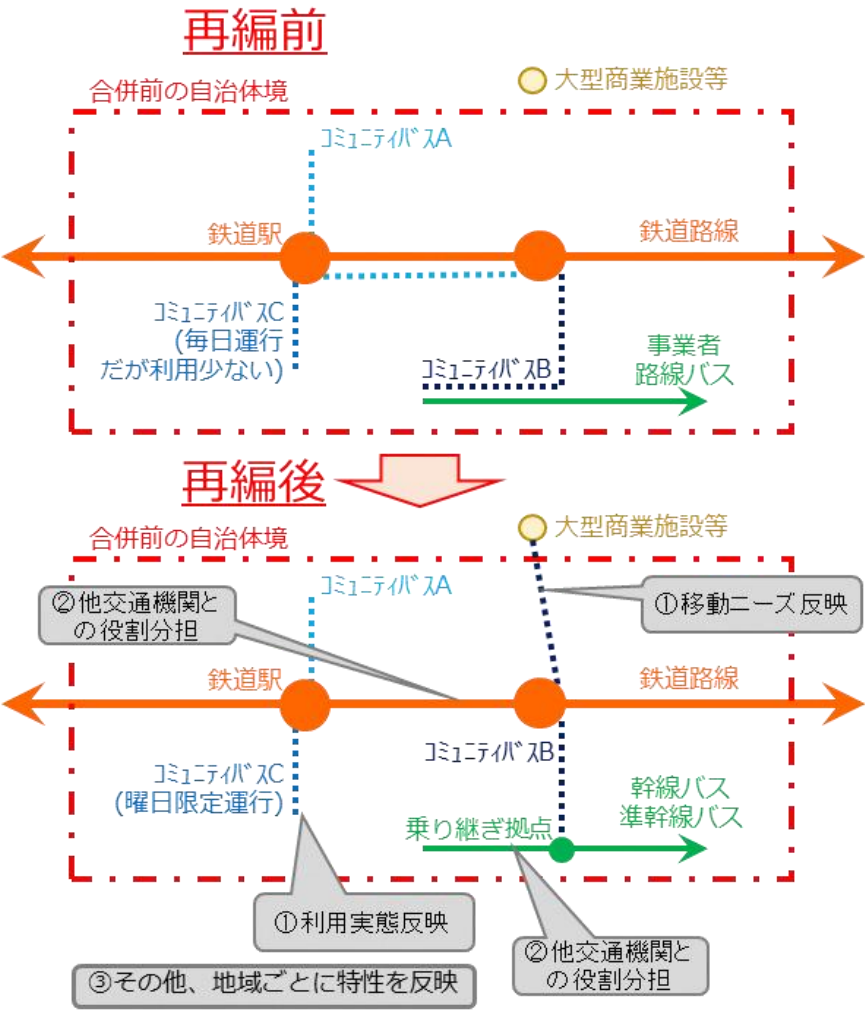 再編前
大型商業施設等
合併前の自治体境
コミュニティバスA
鉄道駅
鉄道路線
コミュニティバスC
(毎日運行
だが利用少ない)
コミュニティバスB
事業者
路線バス
再編後
大型商業施設等
合併前の自治体境
コミュニティバスA
②他交通機関と
の役割分担
①移動ニーズ反映
鉄道駅
鉄道路線
コミュニティバスC
(曜日限定運行)
コミュニティバスB
幹線バス
準幹線バス
乗り継ぎ拠点
①利用実態反映
②他交通機関と
の役割分担
③その他、地域ごとに特性を反映